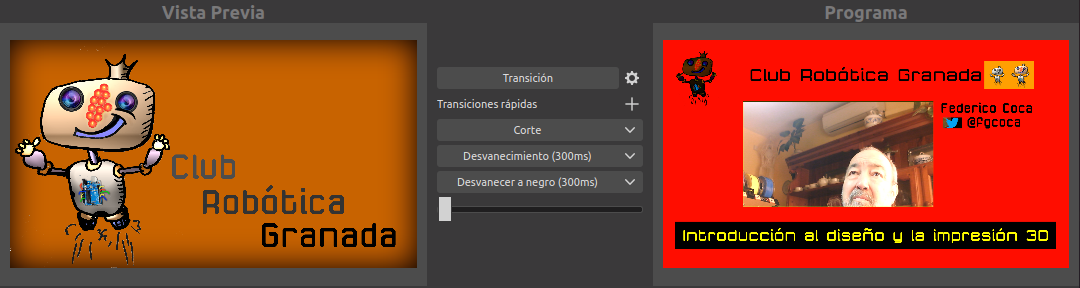 Vista Previa
Programa
Club
Robótica
Granada
Transición
Transiciones rápidas
Corte
Desvanecimiento (300ms)
Desvanecer a negro (300ms)
Club Robótica Granada
Federico Coca
@fgcoca
Introducción al diseño y la impresión 3D